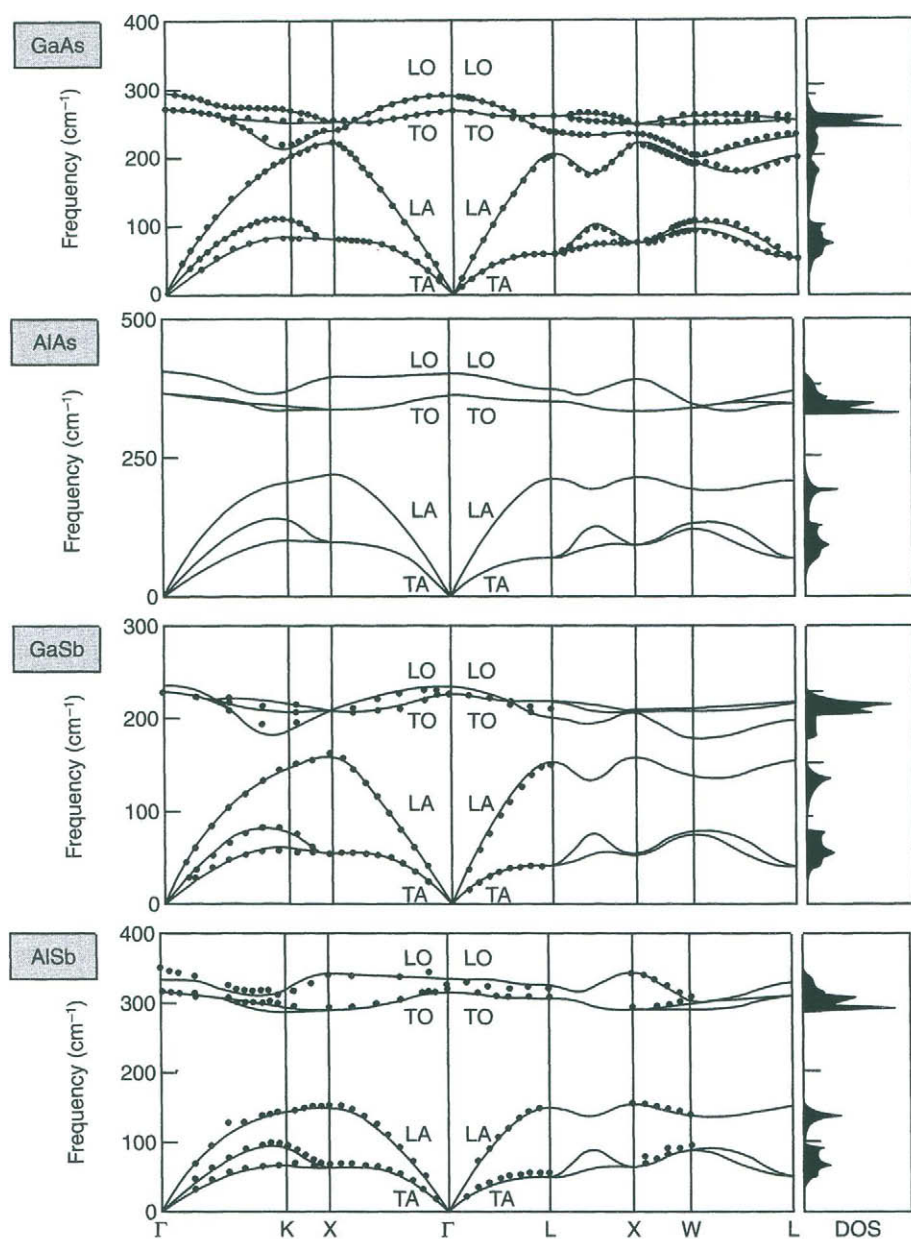 GaAs
Frequency (cm⁻¹)
400
300
200
100
0
LO LO
TO TO
LA LA
TA TA
AlAs
Frequency (cm⁻¹)
500
250
0
LO LO
TO TO
LA LA
TA TA
GaSb
Frequency (cm⁻¹)
300
200
100
0
LO LO
TO TO
LA LA
TA TA
AlSb
Frequency (cm⁻¹)
400
300
200
100
0
LO LO
TO TO
LA LA
TA TA
Γ K X Γ L X W L DOS